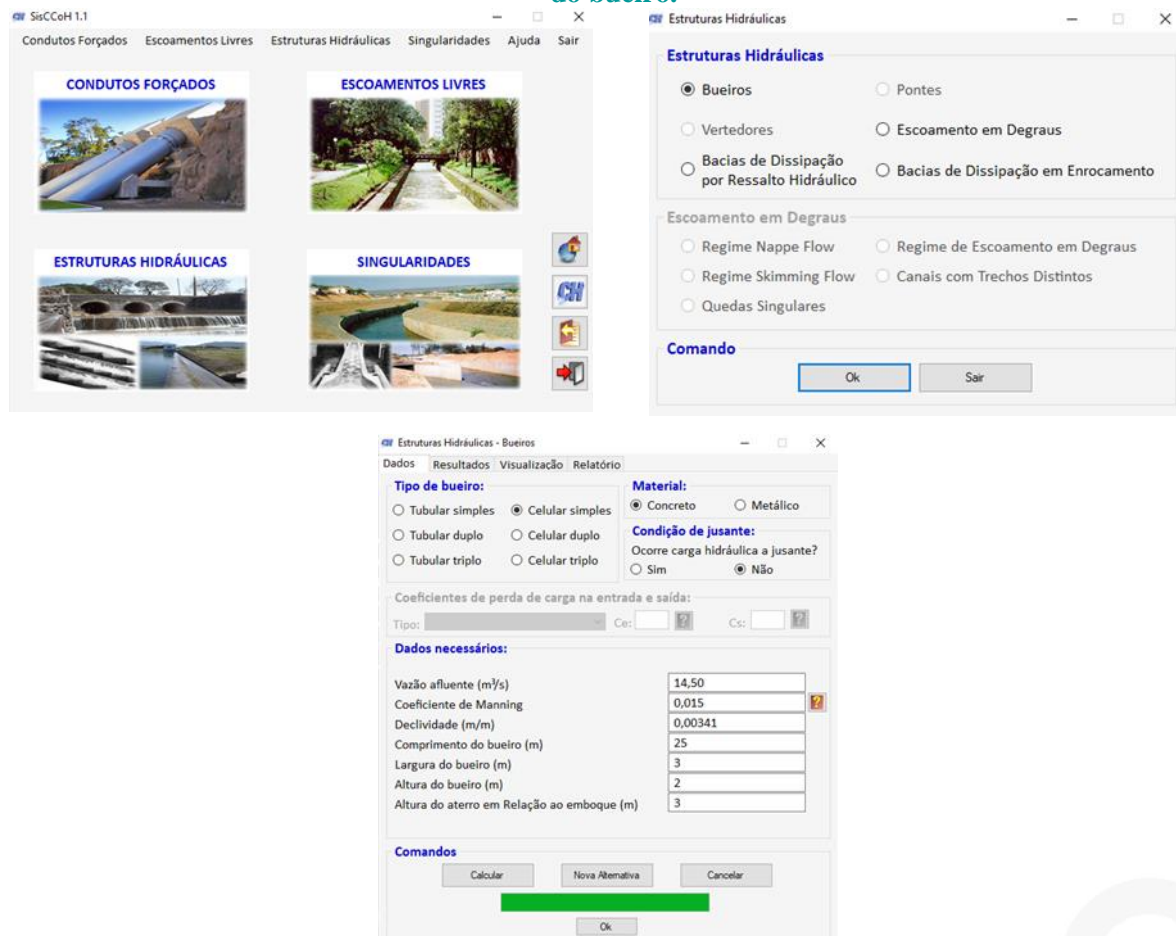 do bueiro.
SisCCoH 1.1
Condutos Forçados Escoamentos Livres Estruturas Hidráulicas Singularidades Ajuda Sair
CONDUTOS FORÇADOS
ESCOAMENTOS LIVRES
ESTRUTURAS HIDRÁULICAS
SINGULARIDADES
CH
Estruturas Hidráulicas
Estruturas Hidráulicas
Bueiros
Pontes
Vertedores
Escoamento em Degraus
Bacias de Dissipação
por Ressalto Hidráulico
Bacias de Dissipação em Enrocamento
Escoamento em Degraus
Regime Nappe Flow
Regime de Escoamento em Degraus
Regime Skimming Flow
Canais com Trechos Distintos
Quedas Singulares
Comando
Ok
Sair
Estruturas Hidráulicas - Bueiros
Dados Resultados Visualização Relatório
Tipo de bueiro:
Tubular simples
Celular simples
Tubular duplo
Celular duplo
Tubular triplo
Celular triplo
Material:
Concreto
Metálico
Condição de jusante:
Ocorre carga hidráulica a jusante?
Sim
Não
Coeficientes de perda de carga na entrada e saída:
Tipo:
Ce: ?
Cs: ?
Dados necessários:
Vazão afluente (m³/s) 14,50
Coeficiente de Manning 0,015 ?
Declividade (m/m) 0,00341
Comprimento do bueiro (m) 25
Largura do bueiro (m) 3
Altura do bueiro (m) 2
Altura do aterro em Relação ao emboque (m) 3
Comandos
Calcular
Nova Alternativa
Cancelar
Ok